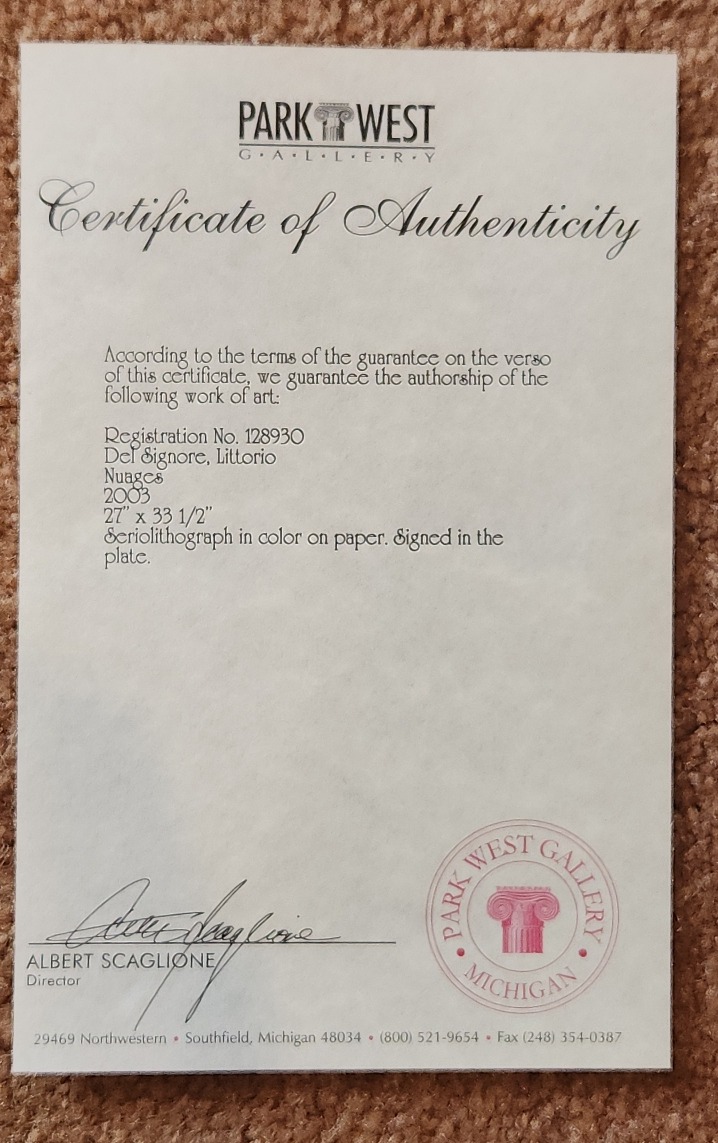 PARK WEST
G·A·L·L·E·R·Y
Certificate of Authenticity
According to the terms of the guarantee on the verso
of this certificate, we guarantee the authorship of the
following work of art:
Registration No. 128930
Del Signore, Littorio
Nuages
2003
27" x 33 1/2"
Seriolithograph in color on paper. Signed in the
plate.
Albert Scaglione
ALBERT SCAGLIONE
Director
PARK WEST GALLERY
• MICHIGAN •
29469 Northwestern • Southfield, Michigan 48034 • (800) 521-9654 • Fax (248) 354-0387